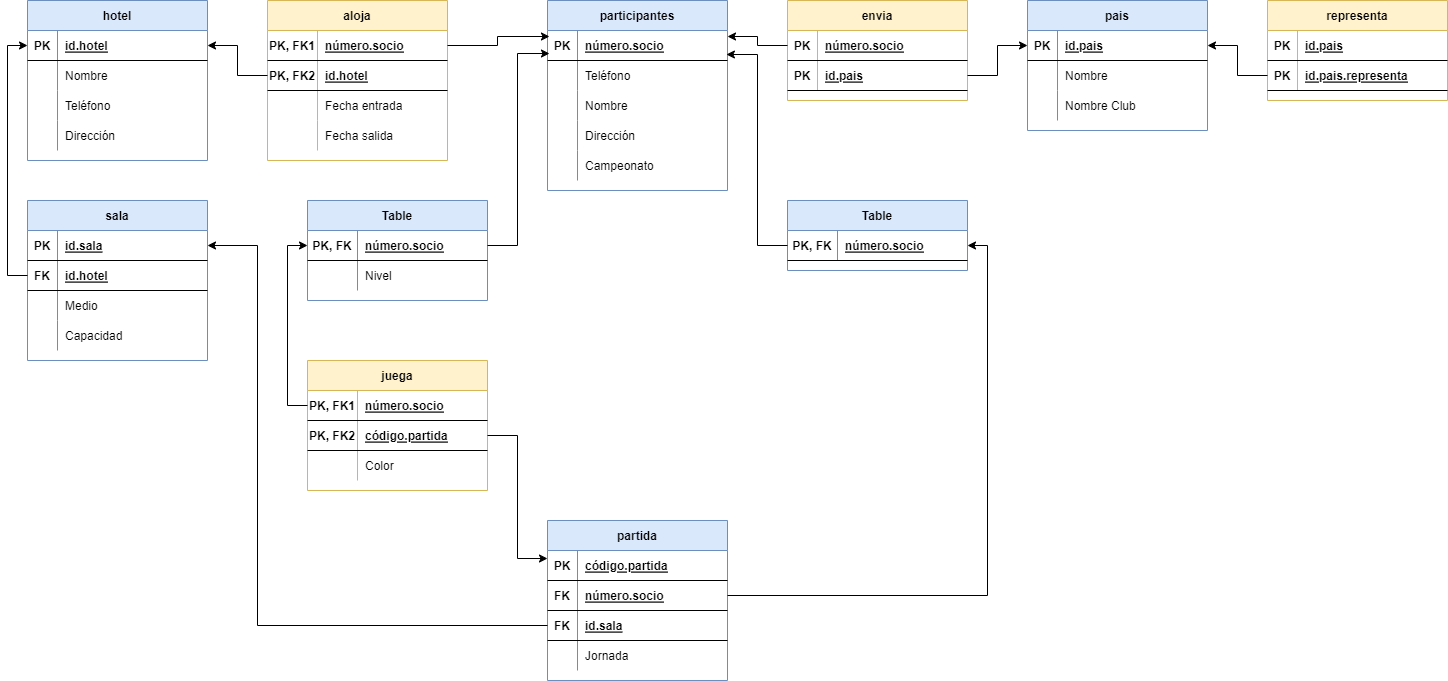 hotel
PK id.hotel
Nombre
Teléfono
Dirección
aloja
PK, FK1 número.socio
PK, FK2 id.hotel
Fecha entrada
Fecha salida
participantes
PK número.socio
Teléfono
Nombre
Dirección
Campeonato
envia
PK número.socio
PK id.pais
pais
PK id.pais
Nombre
Nombre Club
representa
PK id.pais
PK id.pais.representa
sala
PK id.sala
FK id.hotel
Medio
Capacidad
Table
PK, FK número.socio
Nivel
Table
PK, FK número.socio
juega
PK, FK1 número.socio
PK, FK2 código.partida
Color
partida
PK código.partida
FK número.socio
FK id.sala
Jornada